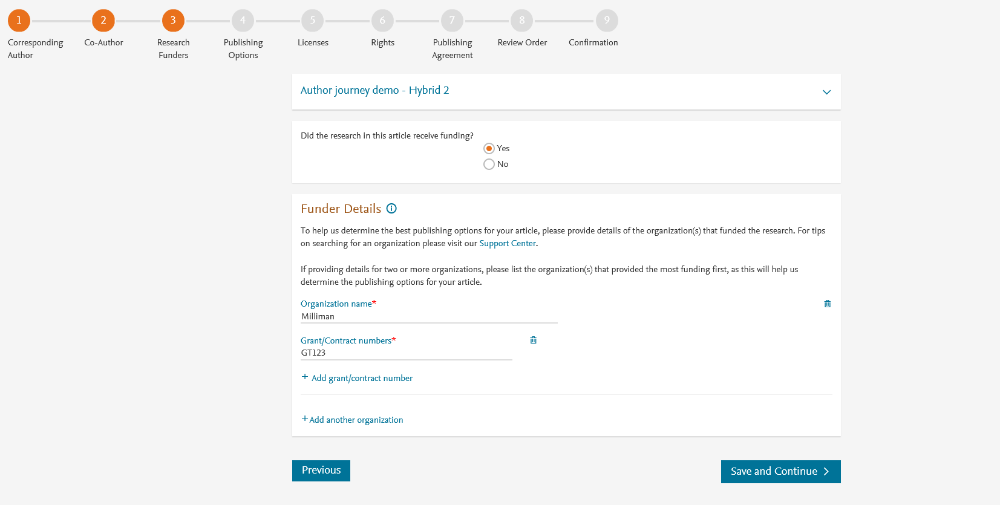 1 2 3 4 5 6 7 8 9
Corresponding Author
Co-Author
Research Funders
Publishing Options
Licenses
Rights
Publishing Agreement
Review Order
Confirmation
Author journey demo - Hybrid 2
Did the research in this article receive funding?
Yes
No
Funder Details
To help us determine the best publishing options for your article, please provide details of the organization(s) that funded the research. For tips
on searching for an organization please visit our Support Center.
If providing details for two or more organizations, please list the organization(s) that provided the most funding first, as this will help us
determine the publishing options for your article.
Organization name*
Milliman
Grant/Contract numbers*
GT123
+ Add grant/contract number
+ Add another organization
Previous
Save and Continue